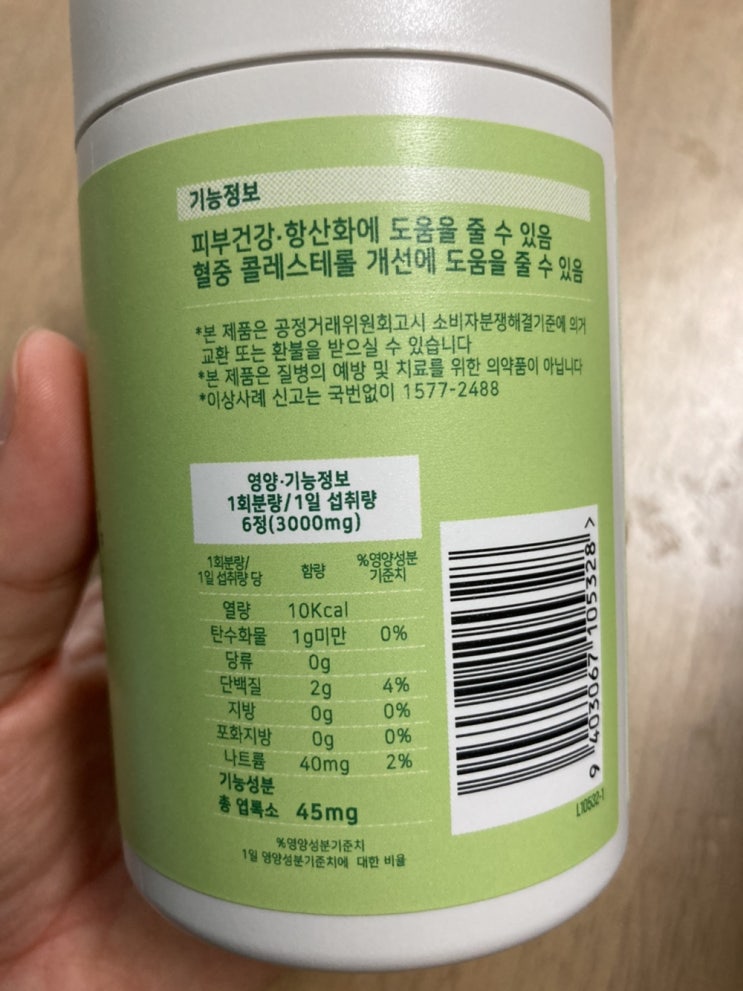 기능정보
피부건강·항산화에 도움을 줄 수 있음
혈중 콜레스테롤 개선에 도움을 줄 수 있음
*본 제품은 공정거래위원회고시 소비자분쟁해결기준에 의거
교환 또는 환불을 받으실 수 있습니다
*본 제품은 질병의 예방 및 치료를 위한 의약품이 아닙니다
*이상사례 신고는 국번없이 1577-2488
영양·기능정보
1회분량/1일 섭취량
6정(3000mg)
1회분량/
1일 섭취량 당 함량 %영양성분
기준치
열량 10Kcal
탄수화물 1g미만 0%
당류 0g
단백질 2g 4%
지방 0g 0%
포화지방 0g 0%
나트륨 40mg 2%
기능성분
총 엽록소 45mg
%영양성분기준치
1일 영양성분기준치에 대한 비율
9 403067 105328 >
L10532-1